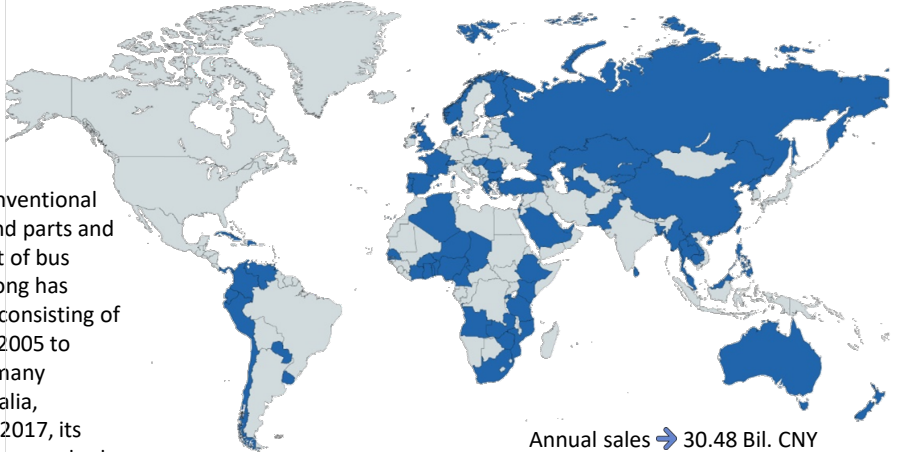 nventional
nd parts and
t of bus
ong has
consisting of
2005 to
many
alia,
2017, its
Annual sales 30.48 Bil. CNY